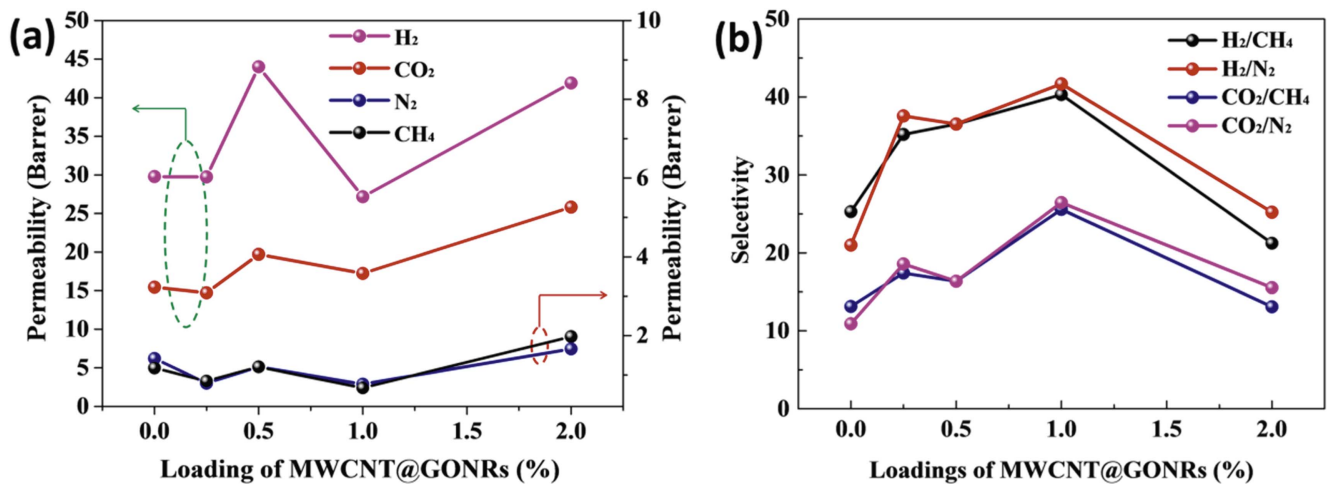 (a)
50
45
40
35
30
25
20
15
10
5
0
Permeability (Barrer)
H₂
CO₂
N₂
CH₄
10
8
6
4
2
Permeability (Barrer)
0.0 0.5 1.0 1.5 2.0
Loading of MWCNT@GONRs (%)
(b)
50
40
30
20
10
0
Selcetivity
H₂/CH₄
H₂/N₂
CO₂/CH₄
CO₂/N₂
0.0 0.5 1.0 1.5 2.0
Loadings of MWCNT@GONRs (%)